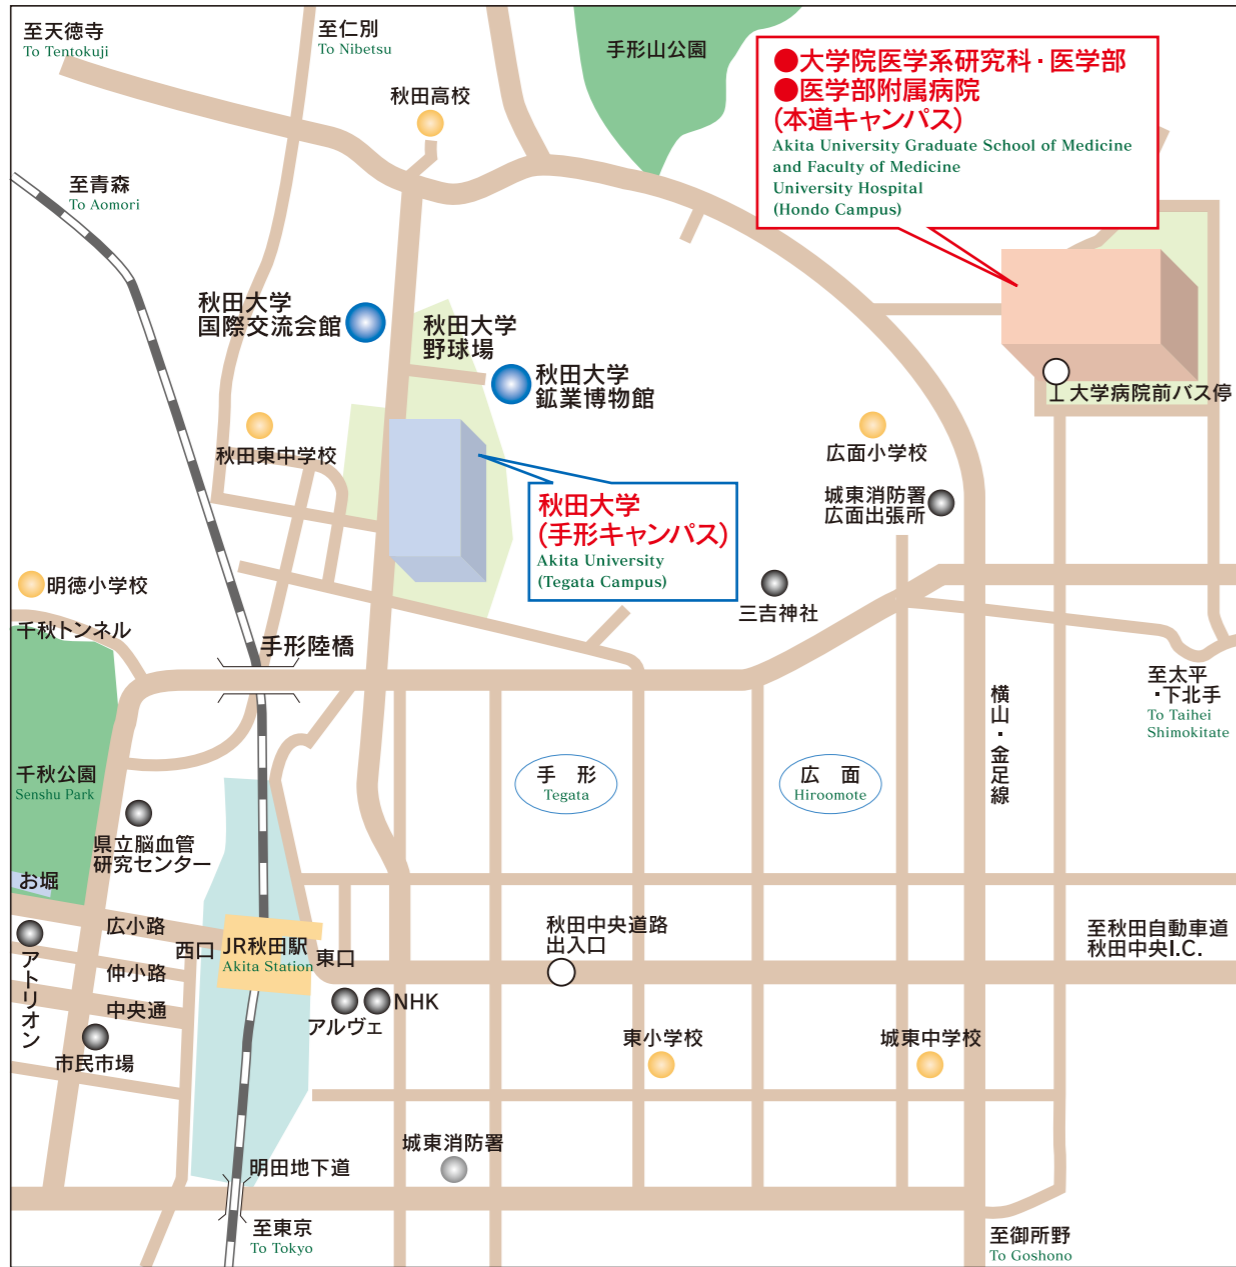 至天徳寺
To Tentokuji
至仁別
To Nibetsu
手形山公園
●大学院医学系研究科・医学部
●医学部附属病院
(本道キャンパス)
Akita University Graduate School of Medicine
and Faculty of Medicine
University Hospital
(Hondo Campus)
秋田高校
至青森
To Aomori
秋田大学
国際交流会館
秋田大学
野球場
秋田大学
鉱業博物館
大学病院前バス停
秋田東中学校
広面小学校
秋田大学
(手形キャンパス)
Akita University
(Tegata Campus)
城東消防署
広面出張所
明徳小学校
三吉神社
千秋トンネル
手形陸橋
至太平
・下北手
To Taihei
Shimokitate
横山・金足線
千秋公園
Senshu Park
手 形
Tegata
広 面
Hiroomote
県立脳血管
研究センター
お堀
広小路
西口
JR秋田駅
Akita Station
東口
秋田中央道路
出入口
至秋田自動車道
秋田中央I.C.
アトリオン
仲小路
中央通
NHK
アルヴェ
市民市場
東小学校
城東中学校
城東消防署
明田地下道
至東京
To Tokyo
至御所野
To Goshono